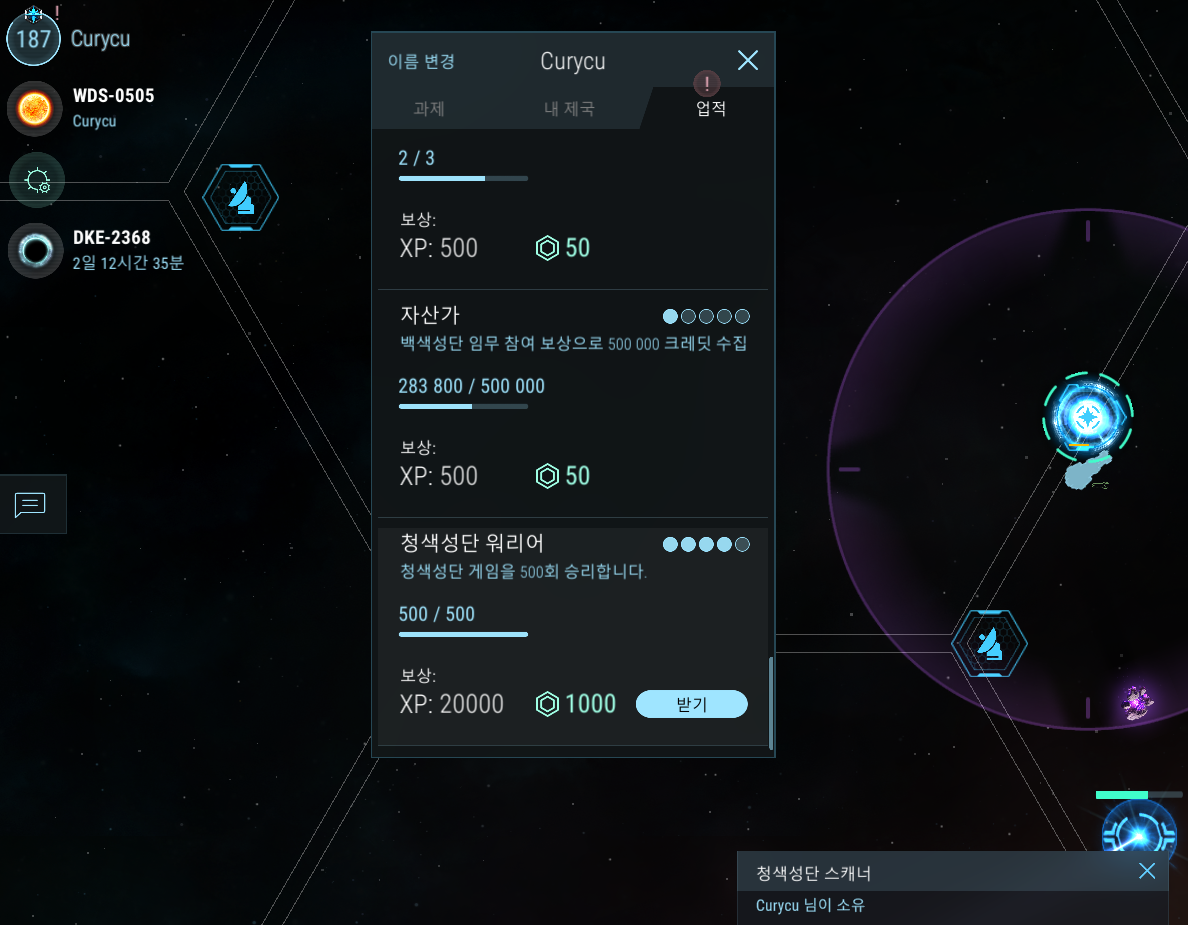 187
Curycu
WDS-0505
Curycu
DKE-2368
2일 12시간 35분
이름 변경
Curycu
과제
내 제국
업적
2 / 3
보상:
XP: 500
50
자산가
백색성단 임무 참여 보상으로 500 000 크레딧 수집
283 800 / 500 000
보상:
XP: 500
50
청색성단 워리어
청색성단 게임을 500회 승리합니다.
500 / 500
보상:
XP: 20000
1000
받기
청색성단 스캐너
Curycu 님이 소유